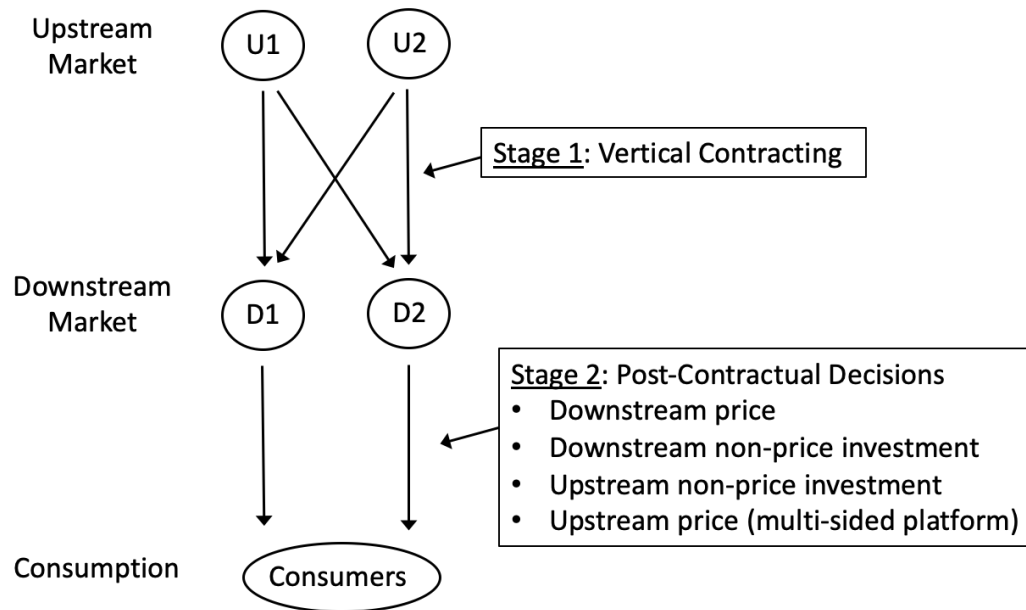 Upstream
Market
U1
U2
Stage 1: Vertical Contracting
Downstream
Market
D1
D2
Stage 2: Post-Contractual Decisions
• Downstream price
• Downstream non-price investment
• Upstream non-price investment
• Upstream price (multi-sided platform)
Consumption
Consumers